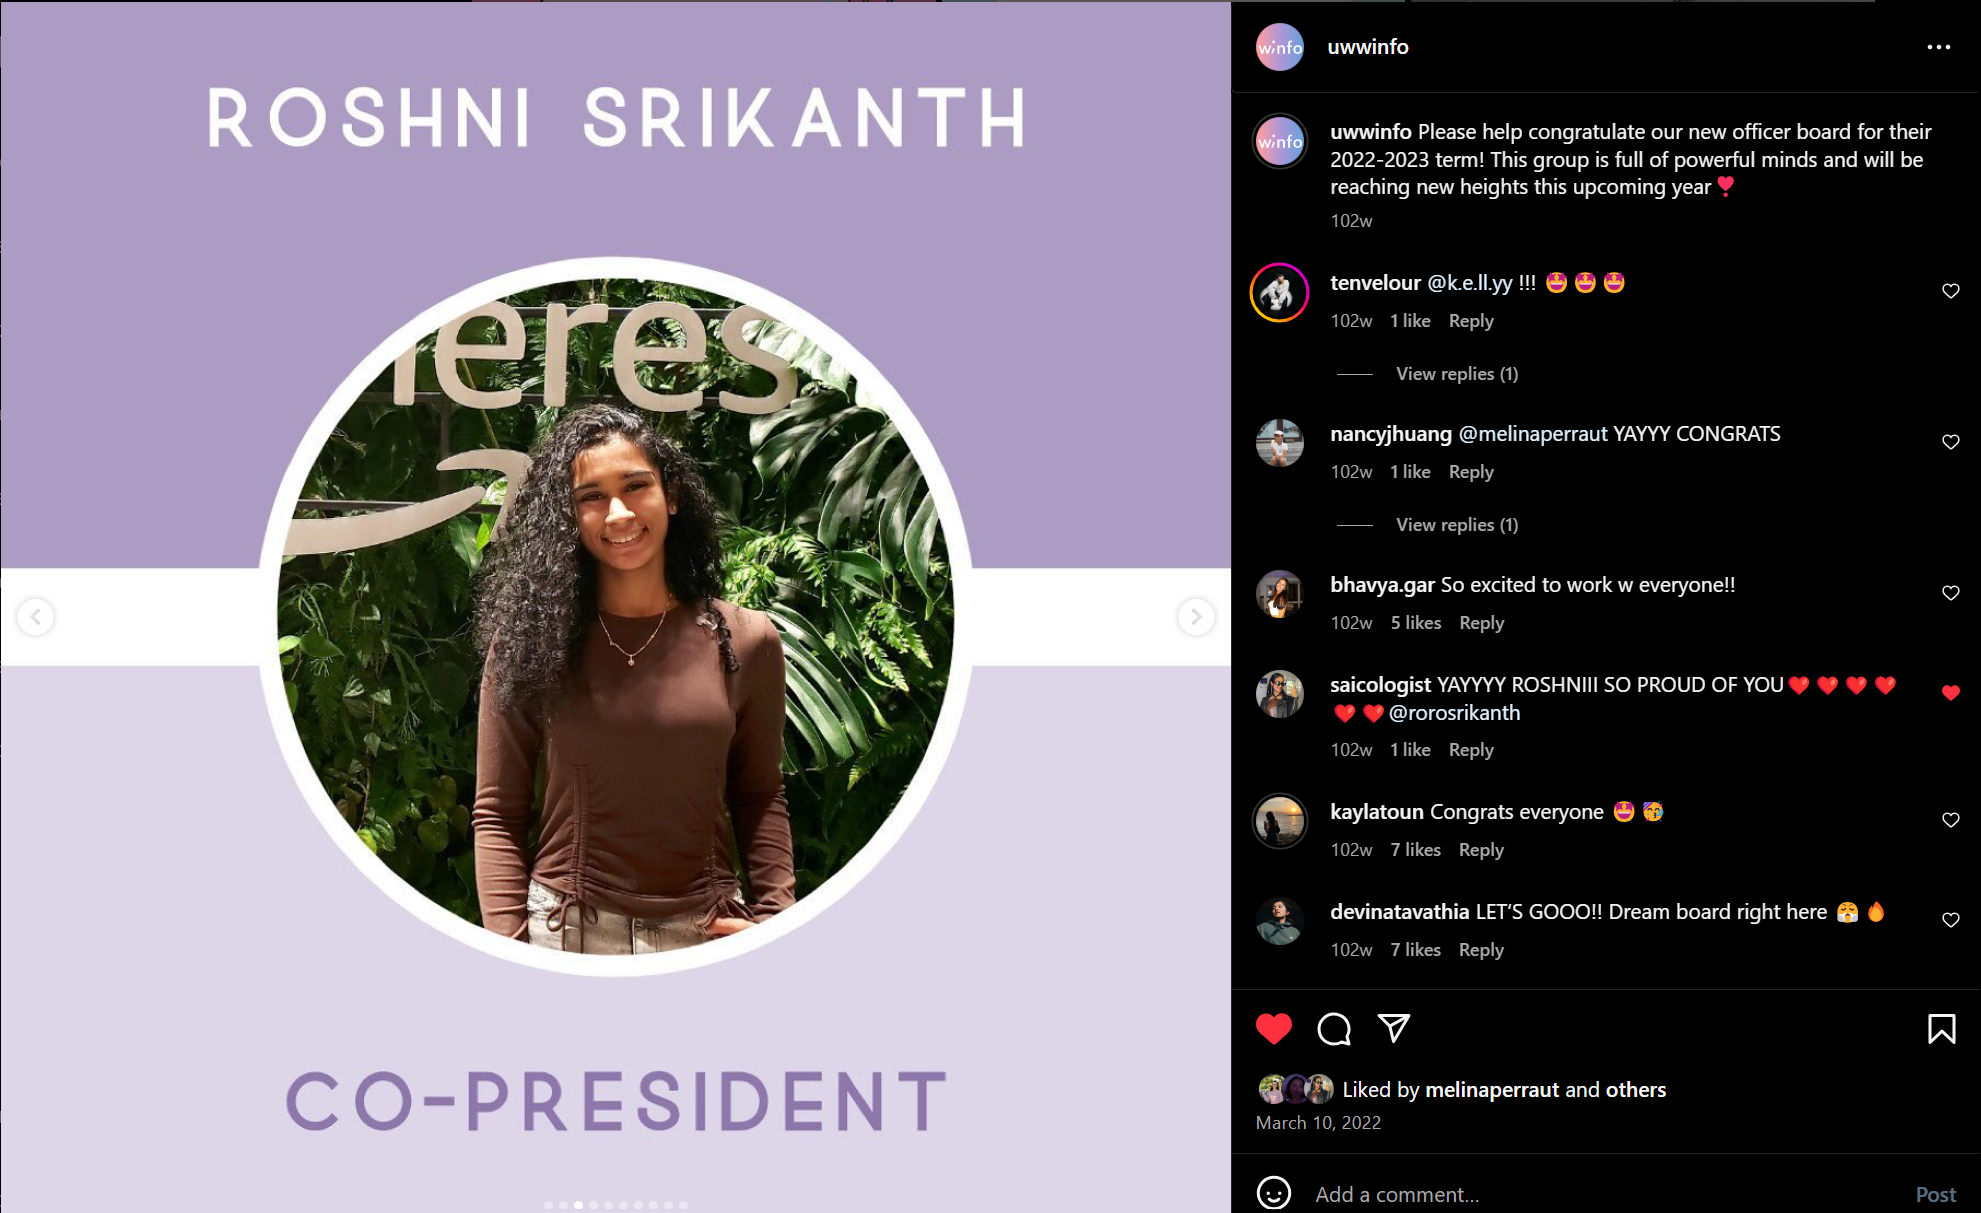 ROSHNI SRIKANTH
heres
CO-PRESIDENT
winfo
uwwinfo
winfo
uwwinfo Please help congratulate our new officer board for their
2022-2023 term! This group is full of powerful minds and will be
reaching new heights this upcoming year❣️
102w
tenvelour @k.e.ll.yy !!! 🤩🤩🤩
102w 1 like Reply
View replies (1)
nancyjhuang @melinaperraut YAYYY CONGRATS
102w 1 like Reply
View replies (1)
bhavya.gar So excited to work w everyone!!
102w 5 likes Reply
saicologist YAYYYY ROSHNIII SO PROUD OF YOU❤️❤️❤️❤️
❤️❤️@rorosrikanth
102w 1 like Reply
kaylatoun Congrats everyone 🤩🥳
102w 7 likes Reply
devinatavathia LET’S GOOO!! Dream board right here 😤🔥
102w 7 likes Reply
Liked by melinaperraut and others
March 10, 2022
Add a comment...
Post